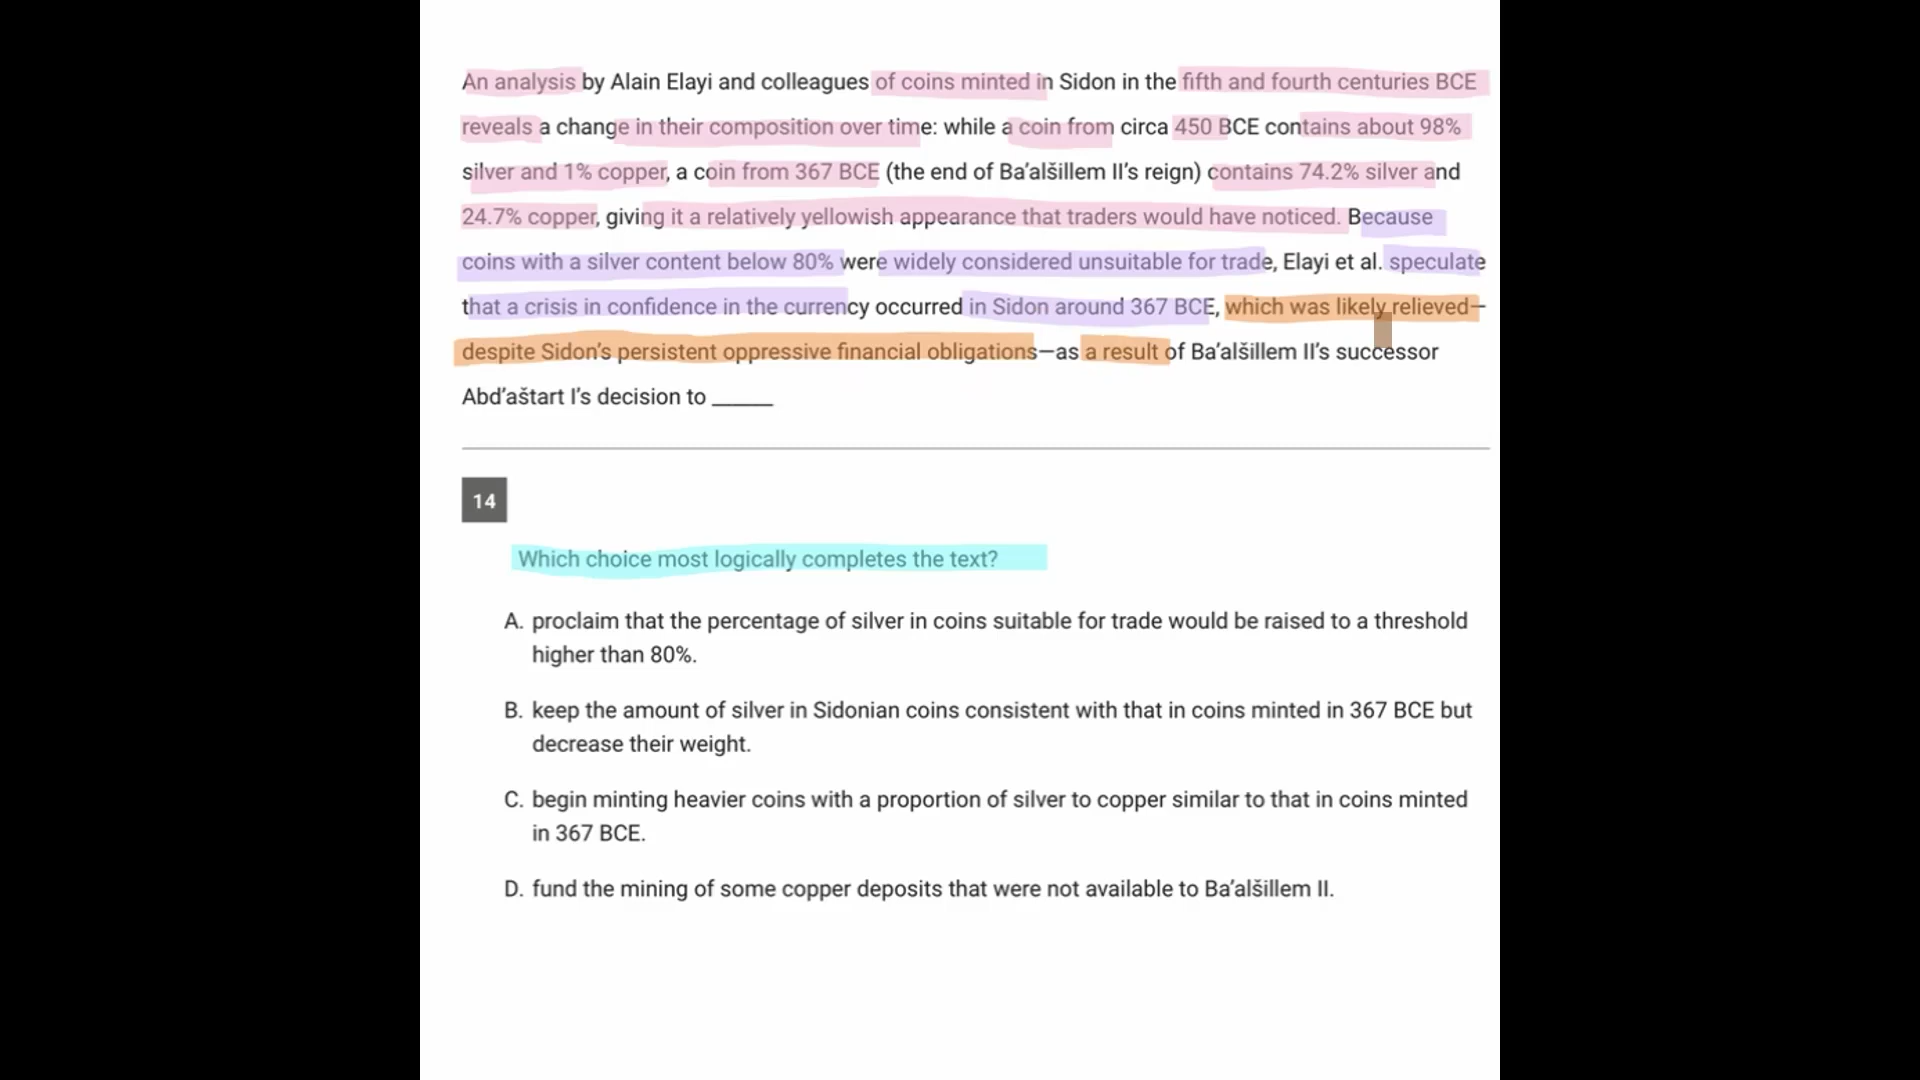 An analysis by Alain Elayi and colleagues of coins minted in Sidon in the fifth and fourth centuries BCE
reveals a change in their composition over time: while a coin from circa 450 BCE contains about 98%
silver and 1% copper, a coin from 367 BCE (the end of Ba’alšillem II’s reign) contains 74.2% silver and
24.7% copper, giving it a relatively yellowish appearance that traders would have noticed. Because
coins with a silver content below 80% were widely considered unsuitable for trade, Elayi et al. speculate
that a crisis in confidence in the currency occurred in Sidon around 367 BCE, which was likely relieved—
despite Sidon’s persistent oppressive financial obligations—as a result of Ba’alšillem II’s successor
Abd’aštart I’s decision to ______
14
Which choice most logically completes the text?
A. proclaim that the percentage of silver in coins suitable for trade would be raised to a threshold
higher than 80%.
B. keep the amount of silver in Sidonian coins consistent with that in coins minted in 367 BCE but
decrease their weight.
C. begin minting heavier coins with a proportion of silver to copper similar to that in coins minted
in 367 BCE.
D. fund the mining of some copper deposits that were not available to Ba’alšillem II.